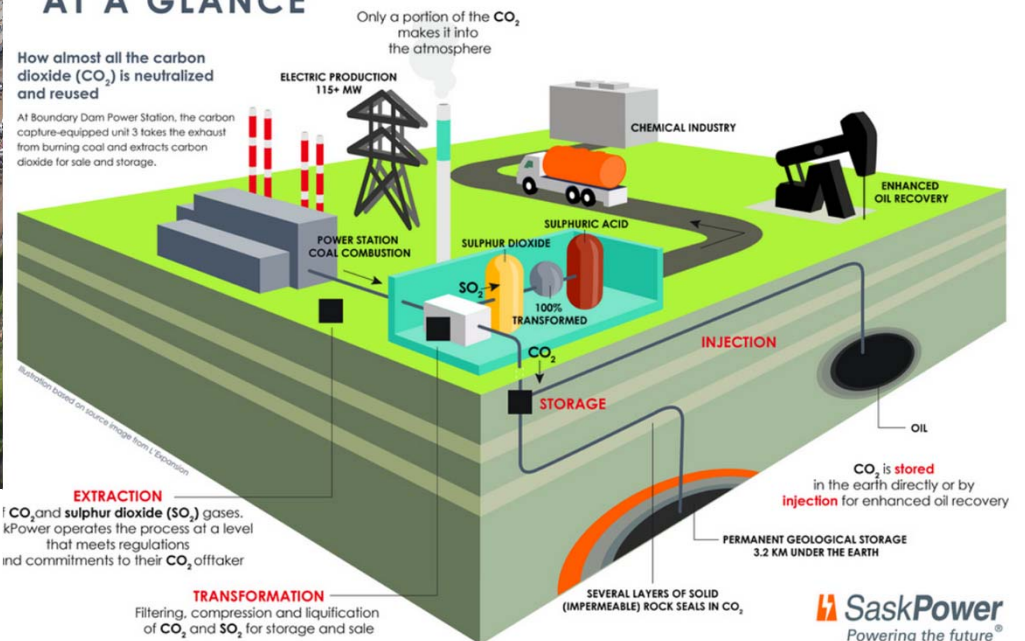 AT A GLANCE
How almost all the carbon
dioxide (CO₂) is neutralized
and reused
At Boundary Dam Power Station, the carbon
capture-equipped unit 3 takes the exhaust
from burning coal and extracts carbon
dioxide for sale and storage.
Only a portion of the CO₂
makes it into
the atmosphere
ELECTRIC PRODUCTION
115+ MW
CHEMICAL INDUSTRY
ENHANCED
OIL RECOVERY
POWER STATION
COAL COMBUSTION
SULPHUR DIOXIDE
SULPHURIC ACID
SO₂
100%
TRANSFORMED
CO₂
STORAGE
INJECTION
OIL
Illustration based on source image from L'Expansion
EXTRACTION
f CO₂and sulphur dioxide (SO₂) gases.
kPower operates the process at a level
that meets regulations
nd commitments to their CO₂ offtaker
TRANSFORMATION
Filtering, compression and liquification
of CO₂ and SO₂ for storage and sale
SEVERAL LAYERS OF SOLID
(IMPERMEABLE) ROCK SEALS IN CO₂
PERMANENT GEOLOGICAL STORAGE
3.2 KM UNDER THE EARTH
CO₂ is stored
in the earth directly or by
injection for enhanced oil recovery
SaskPower
Powering the future®